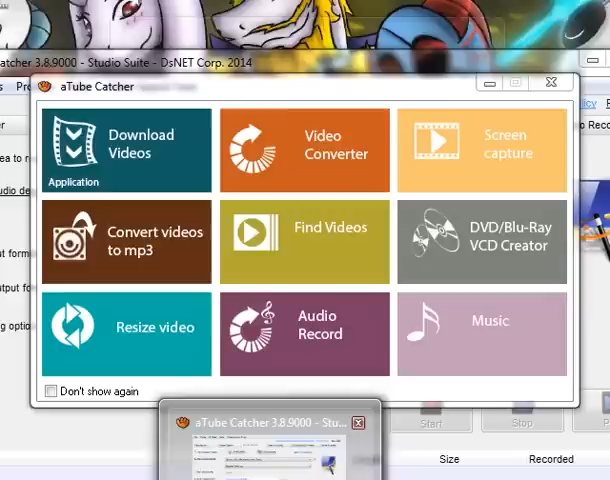 atcher 3.8.9000 - Studio Suite - DsNET Corp. 2014
aTube Catcher
Download
Videos
Application
Video
Converter
Screen
capture
Convert videos
to mp3
Find Videos
DVD/Blu-Ray
VCD Creator
Resize video
Audio
Record
Music
Don't show again
Start
Stop
Size
Recorded
aTube Catcher 3.8.9000 - Stu...